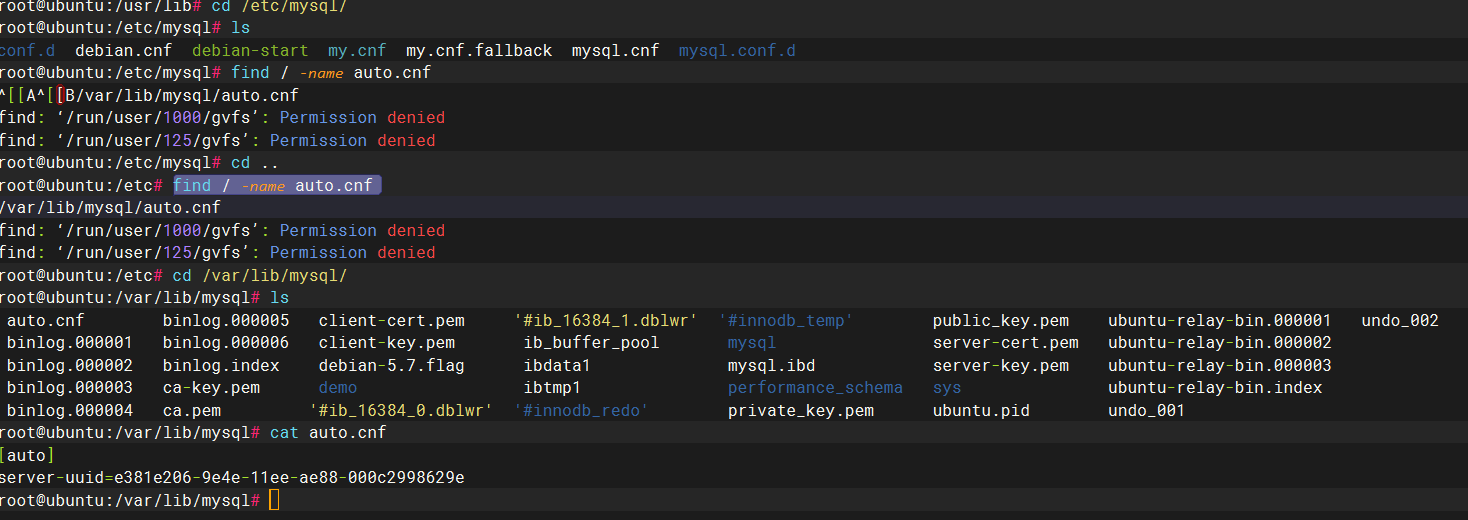 root@ubuntu:/usr/lib# cd /etc/mysql/
root@ubuntu:/etc/mysql# ls
conf.d  debian.cnf  debian-start  my.cnf  my.cnf.fallback  mysql.cnf  mysql.conf.d
root@ubuntu:/etc/mysql# find / -name auto.cnf
^[[A^[[B/var/lib/mysql/auto.cnf
find: ‘/run/user/1000/gvfs’: Permission denied
find: ‘/run/user/125/gvfs’: Permission denied
root@ubuntu:/etc/mysql# cd ..
root@ubuntu:/etc# find / -name auto.cnf
/var/lib/mysql/auto.cnf
find: ‘/run/user/1000/gvfs’: Permission denied
find: ‘/run/user/125/gvfs’: Permission denied
root@ubuntu:/etc# cd /var/lib/mysql/
root@ubuntu:/var/lib/mysql# ls
auto.cnf  binlog.000005  client-cert.pem  '#ib_16384_1.dblwr'  '#innodb_temp'  public_key.pem  ubuntu-relay-bin.000001  undo_002
binlog.000001  binlog.000006  client-key.pem  ib_buffer_pool  mysql  server-cert.pem  ubuntu-relay-bin.000002
binlog.000002  binlog.index  debian-5.7.flag  ibdata1  mysql.ibd  server-key.pem  ubuntu-relay-bin.000003
binlog.000003  ca-key.pem  demo  ibtmp1  performance_schema  sys  ubuntu-relay-bin.index
binlog.000004  ca.pem  '#ib_16384_0.dblwr'  '#innodb_redo'  private_key.pem  ubuntu.pid  undo_001
root@ubuntu:/var/lib/mysql# cat auto.cnf
[auto]
server-uuid=e381e206-9e4e-11ee-ae88-000c2998629e
root@ubuntu:/var/lib/mysql#